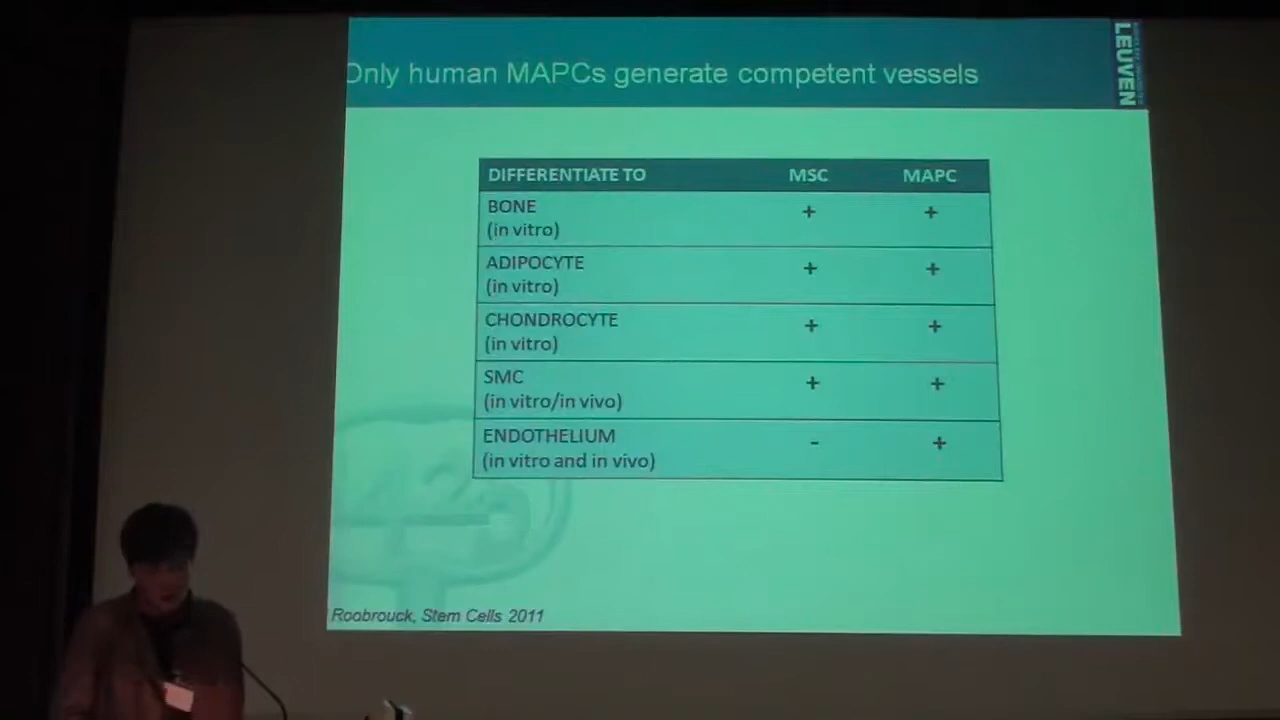 Only human MAPCs generate competent vessels
LEUVEN
DIFFERENTIATE TO MSC MAPC
BONE + +
(in vitro)
ADIPOCYTE + +
(in vitro)
CHONDROCYTE + +
(in vitro)
SMC + +
(in vitro/in vivo)
ENDOTHELIUM - +
(in vitro and in vivo)
Roobrouck, Stem Cells 2011